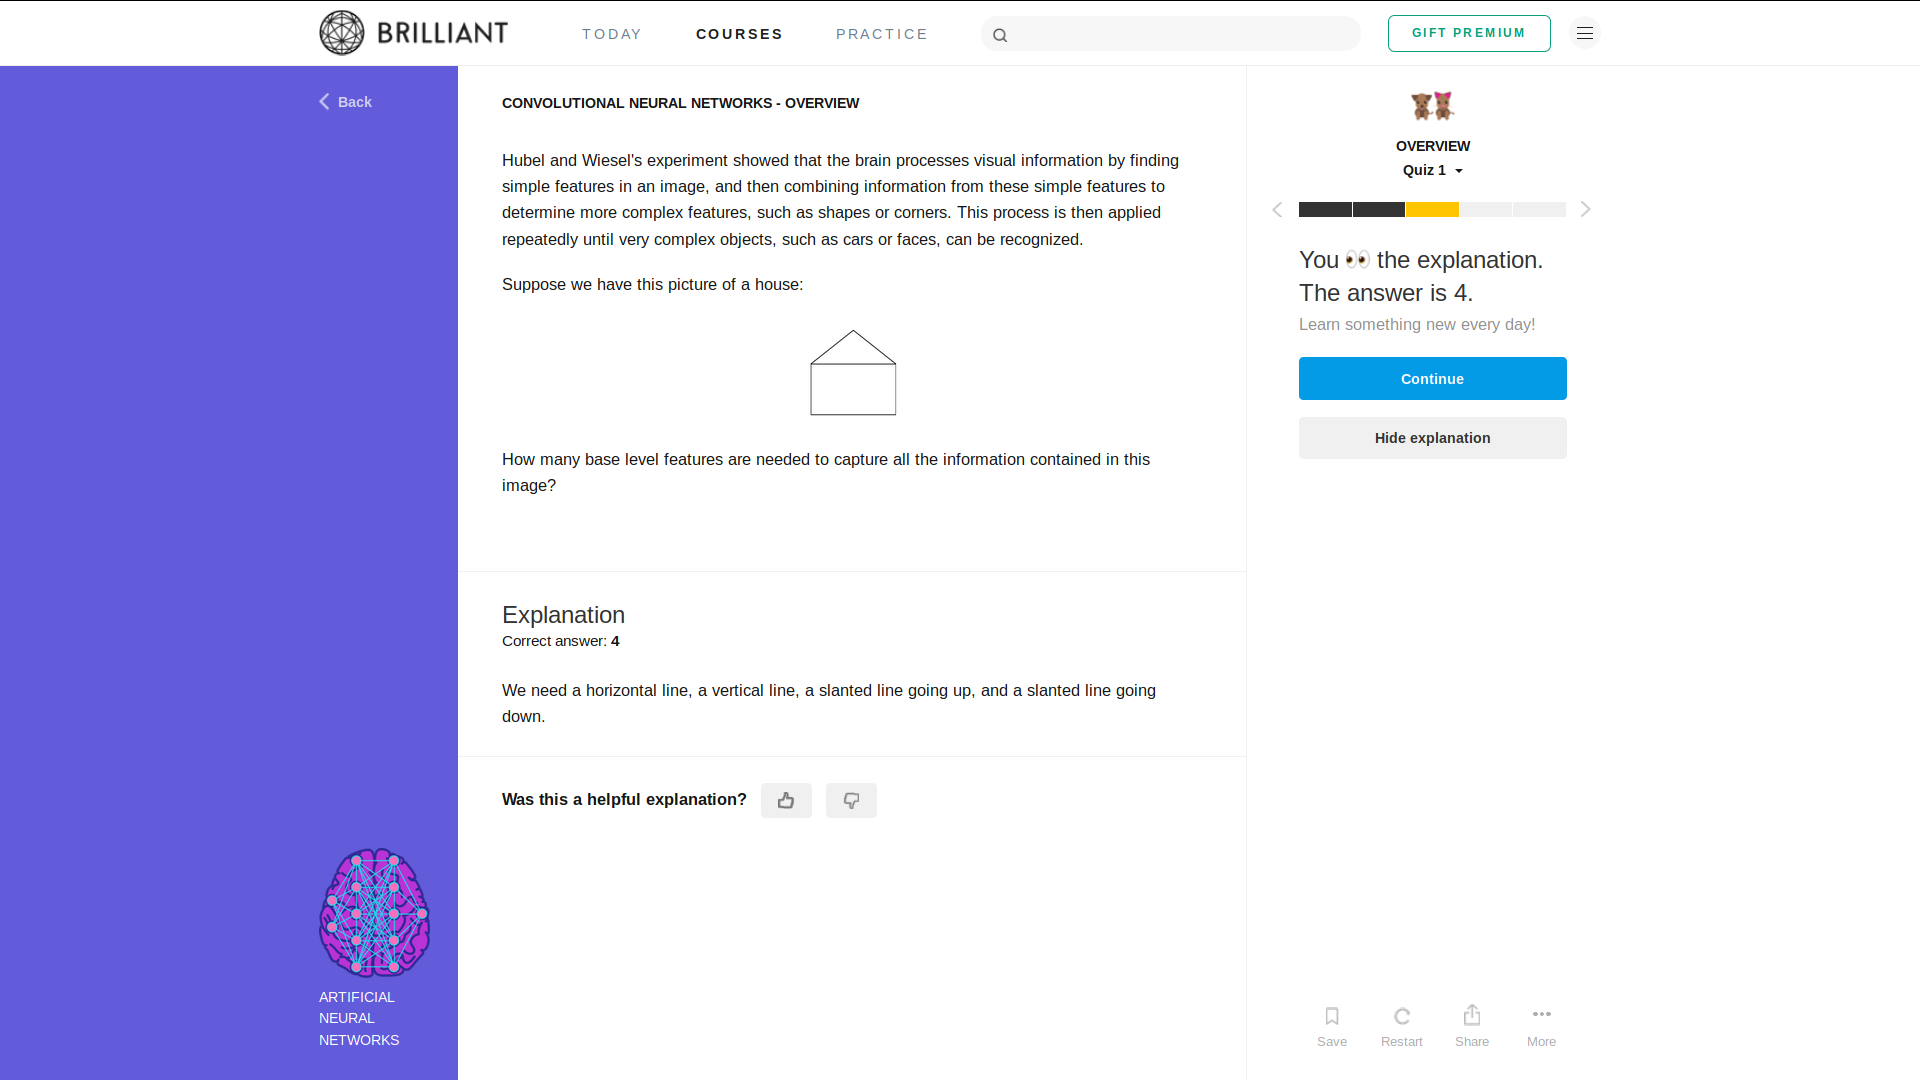 BRILLIANT
TODAY
COURSES
PRACTICE
GIFT PREMIUM
Back
CONVOLUTIONAL NEURAL NETWORKS - OVERVIEW
Hubel and Wiesel's experiment showed that the brain processes visual information by finding
simple features in an image, and then combining information from these simple features to
determine more complex features, such as shapes or corners. This process is then applied
repeatedly until very complex objects, such as cars or faces, can be recognized.
Suppose we have this picture of a house:
How many base level features are needed to capture all the information contained in this
image?
Explanation
Correct answer: 4
We need a horizontal line, a vertical line, a slanted line going up, and a slanted line going
down.
Was this a helpful explanation?
OVERVIEW
Quiz 1
You 👀 the explanation.
The answer is 4.
Learn something new every day!
Continue
Hide explanation
ARTIFICIAL
NEURAL
NETWORKS
Save
Restart
Share
More